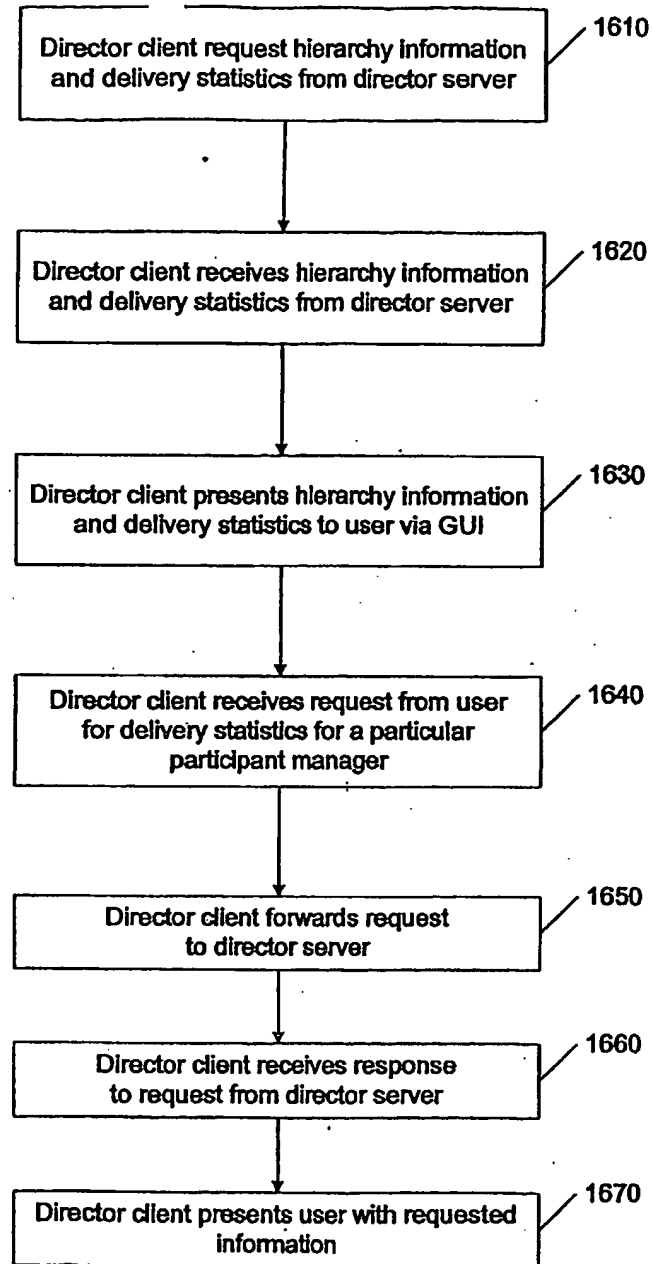 1610
Director client request hierarchy information
and delivery statistics from director server
1620
Director client receives hierarchy information
and delivery statistics from director server
1630
Director client presents hierarchy information
and delivery statistics to user via GUI
1640
Director client receives request from user
for delivery statistics for a particular
participant manager
1650
Director client forwards request
to director server
1660
Director client receives response
to request from director server
1670
Director client presents user with requested
information